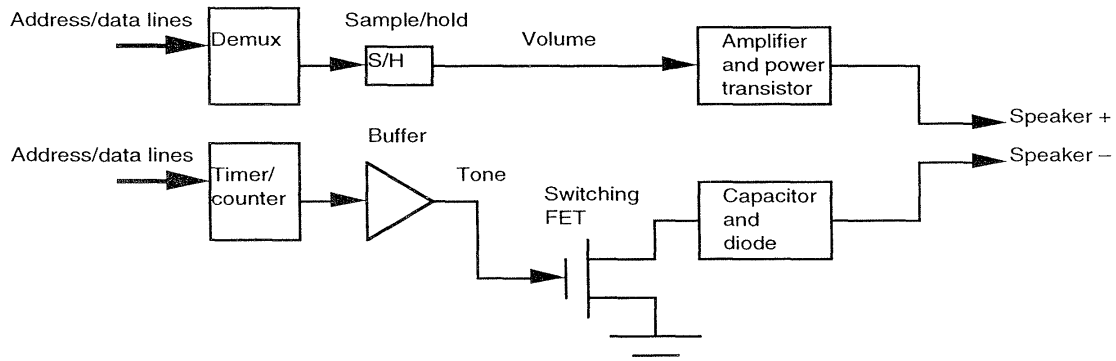 Address/data lines
Demux
Sample/hold
S/H
Volume
Amplifier
and power
transistor
Speaker +
Address/data lines
Timer/
counter
Buffer
Tone
Switching
FET
Capacitor
and
diode
Speaker –